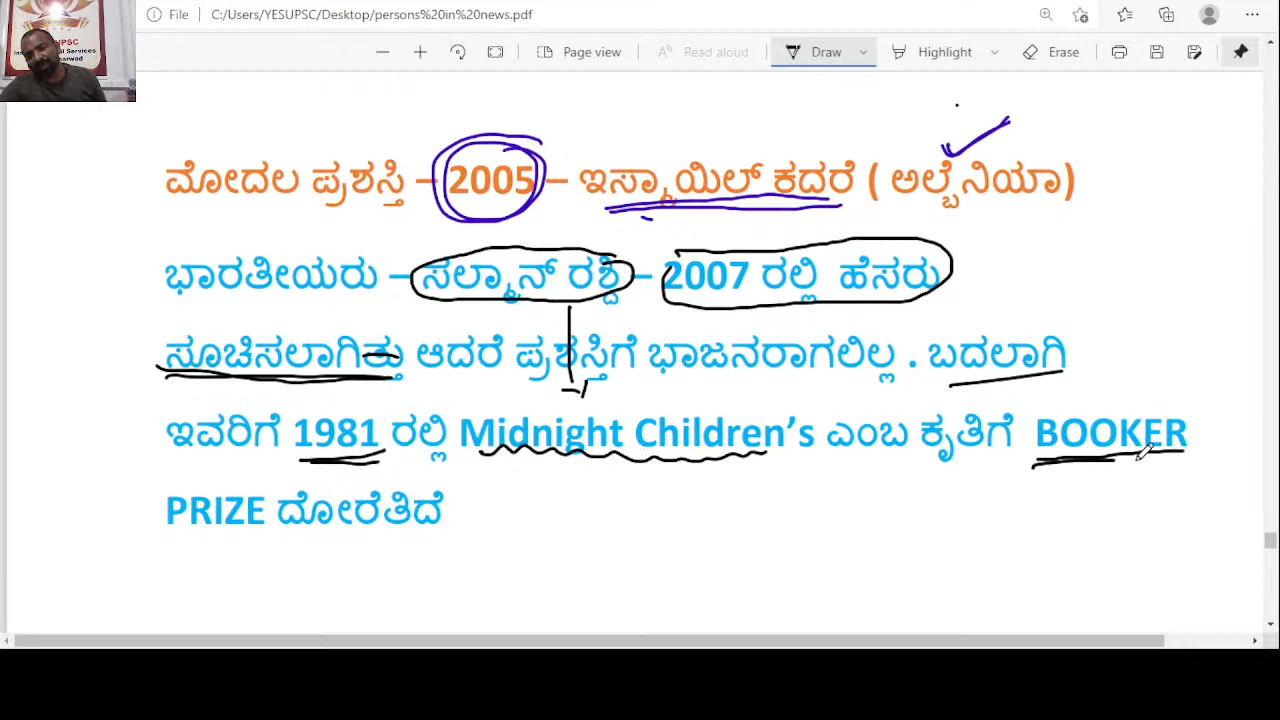 File C:/Users/YESUPSC/Desktop/persons%20in%20news.pdf
Page view Read aloud Draw Highlight Erase
ಮೋದಲ ಪ್ರಶಸ್ತಿ – 2005 – ಇಸ್ಮಾಯಿಲ್ ಕದರೆ ( ಅಲ್ಬೆನಿಯಾ)
ಭಾರತೀಯರು – ಸಲ್ಮಾನ್ ರಶ್ದಿ – 2007 ರಲ್ಲಿ ಹೆಸರು
ಸೂಚಿಸಲಾಗಿತ್ತು ಆದರೆ ಪ್ರಶಸ್ತಿಗೆ ಭಾಜನರಾಗಲಿಲ್ಲ . ಬದಲಾಗಿ
ಇವರಿಗೆ 1981 ರಲ್ಲಿ Midnight Children’s ಎಂಬ ಕೃತಿಗೆ BOOKER
PRIZE ದೋರೆತಿದೆ